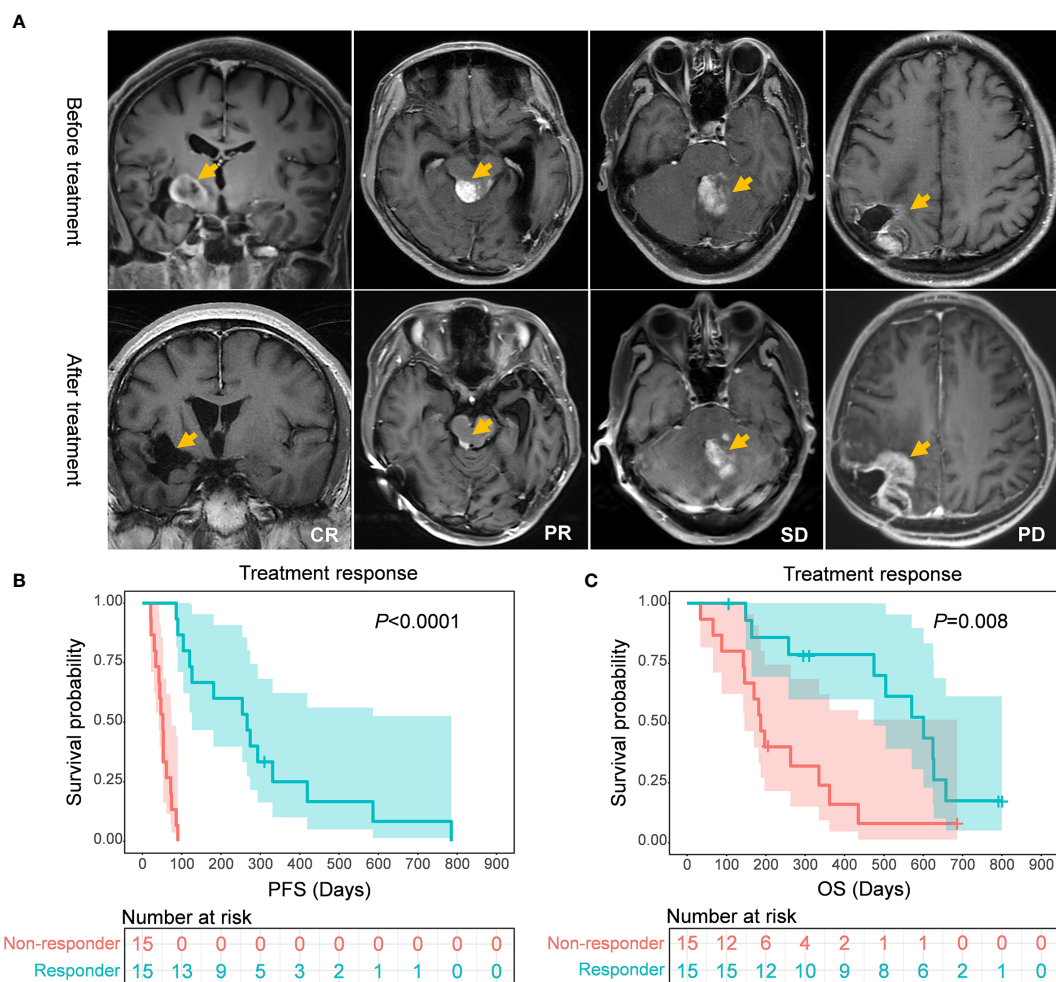 A
Before treatment
After treatment
CR
PR
SD
PD
B
Treatment response
P<0.0001
Survival probability
1.00
0.75
0.50
0.25
0.00
0 100 200 300 400 500 600 700 800 900
PFS (Days)
Number at risk
Non-responder 15 0 0 0 0 0 0 0 0 0
Responder 15 13 9 5 3 2 1 1 0 0
C
Treatment response
P=0.008
Survival probability
1.00
0.75
0.50
0.25
0.00
0 100 200 300 400 500 600 700 800 900
OS (Days)
Number at risk
Non-responder 15 12 6 4 2 1 1 0 0 0
Responder 15 15 12 10 9 8 6 2 1 0